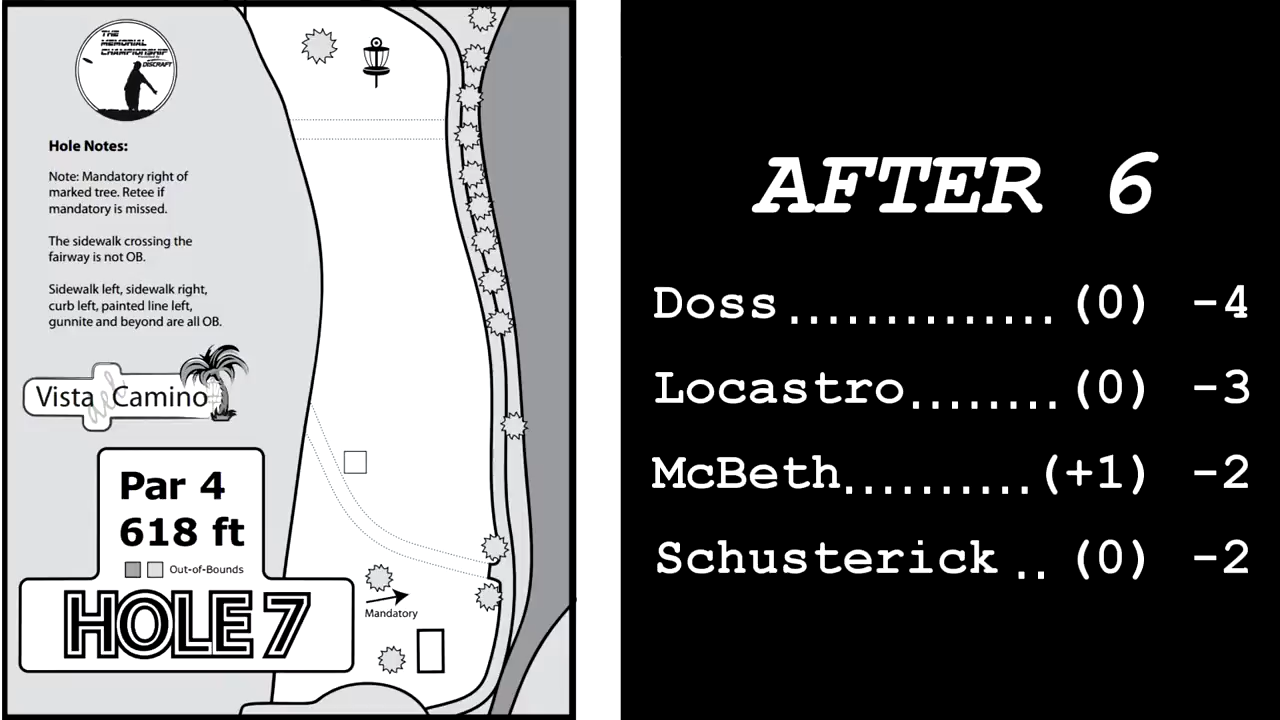 THE
MEMORIAL
CHAMPIONSHIP
DISCRAFT
Hole Notes:
Note: Mandatory right of
marked tree. Retee if
mandatory is missed.
The sidewalk crossing the
fairway is not OB.
Sidewalk left, sidewalk right,
curb left, painted line left,
gunnite and beyond are all OB.
Vista del Camino
Par 4
618 ft
Out-of-Bounds
HOLE 7
Mandatory
AFTER 6
Doss..............(0) -4
Locastro........(0) -3
McBeth..........(+1) -2
Schusterick..(0) -2